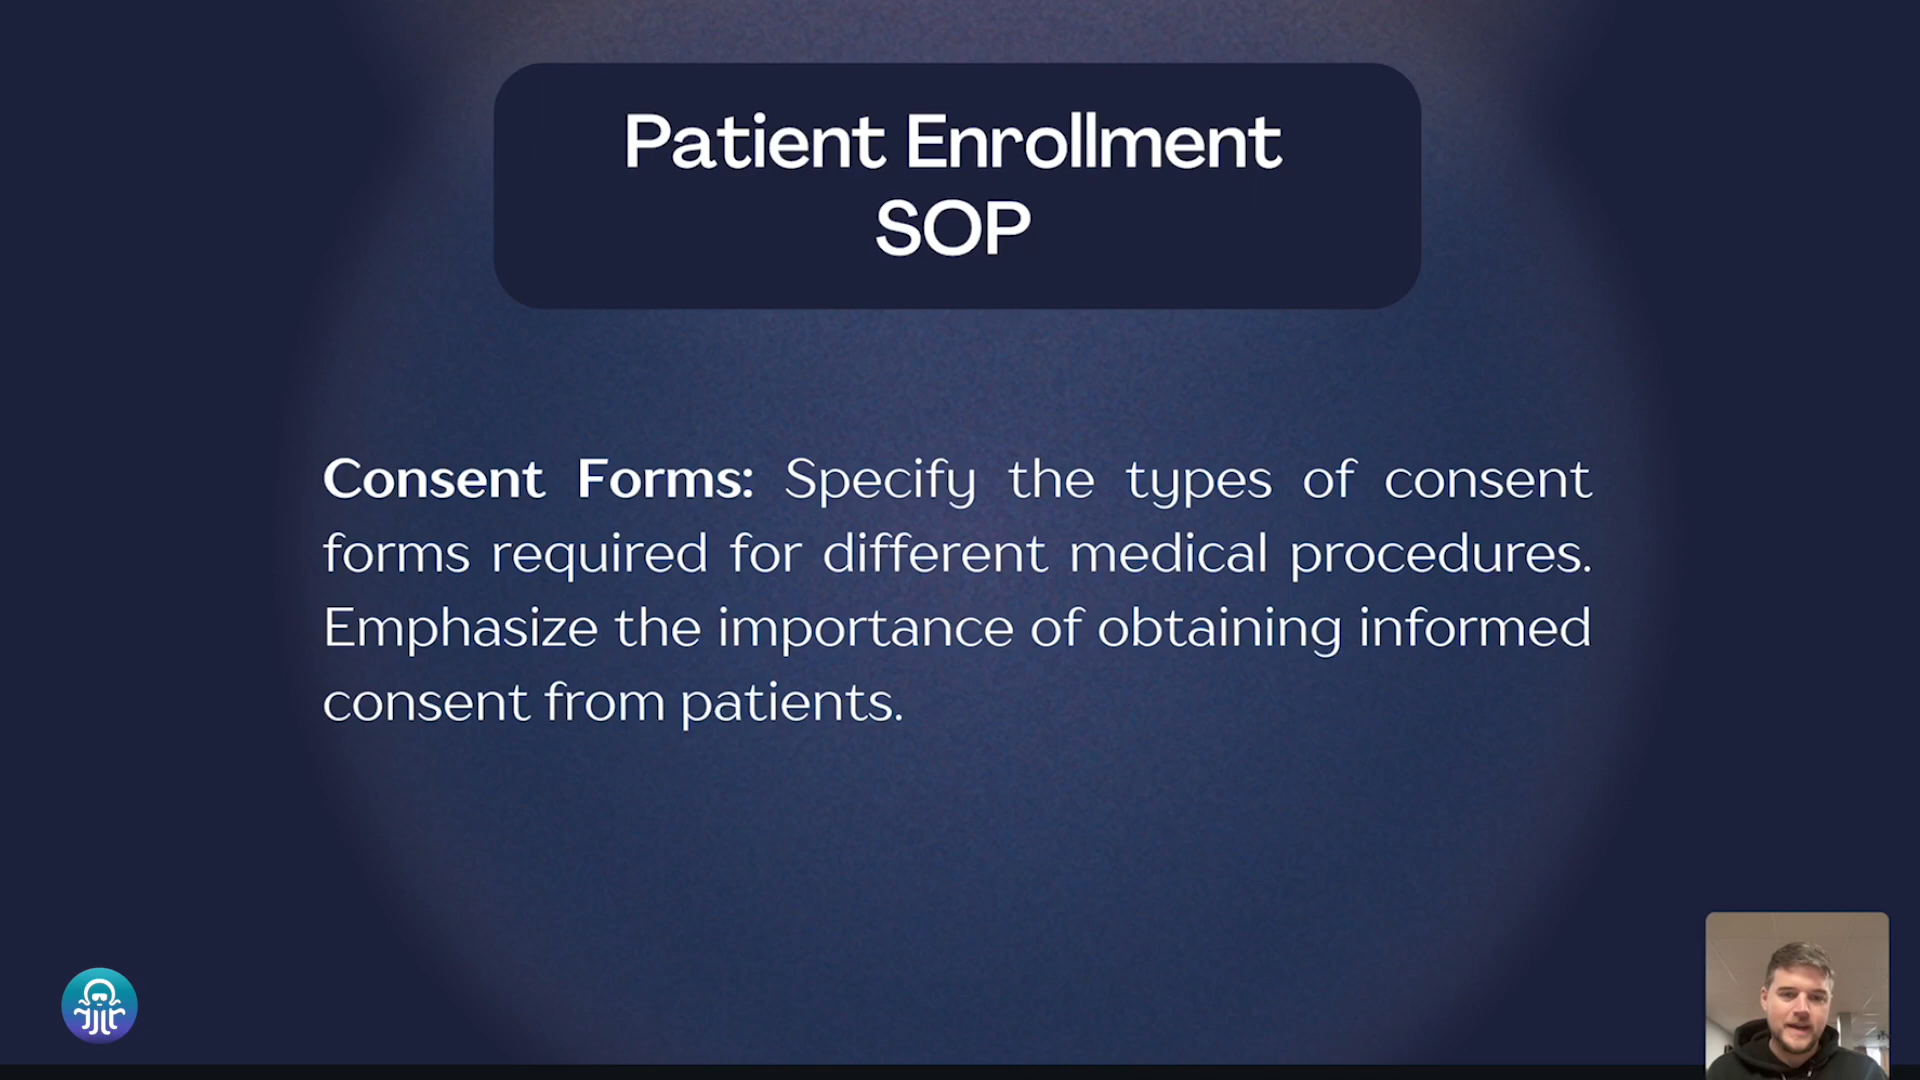 Patient Enrollment
SOP
Consent Forms: Specify the types of consent
forms required for different medical procedures.
Emphasize the importance of obtaining informed
consent from patients.